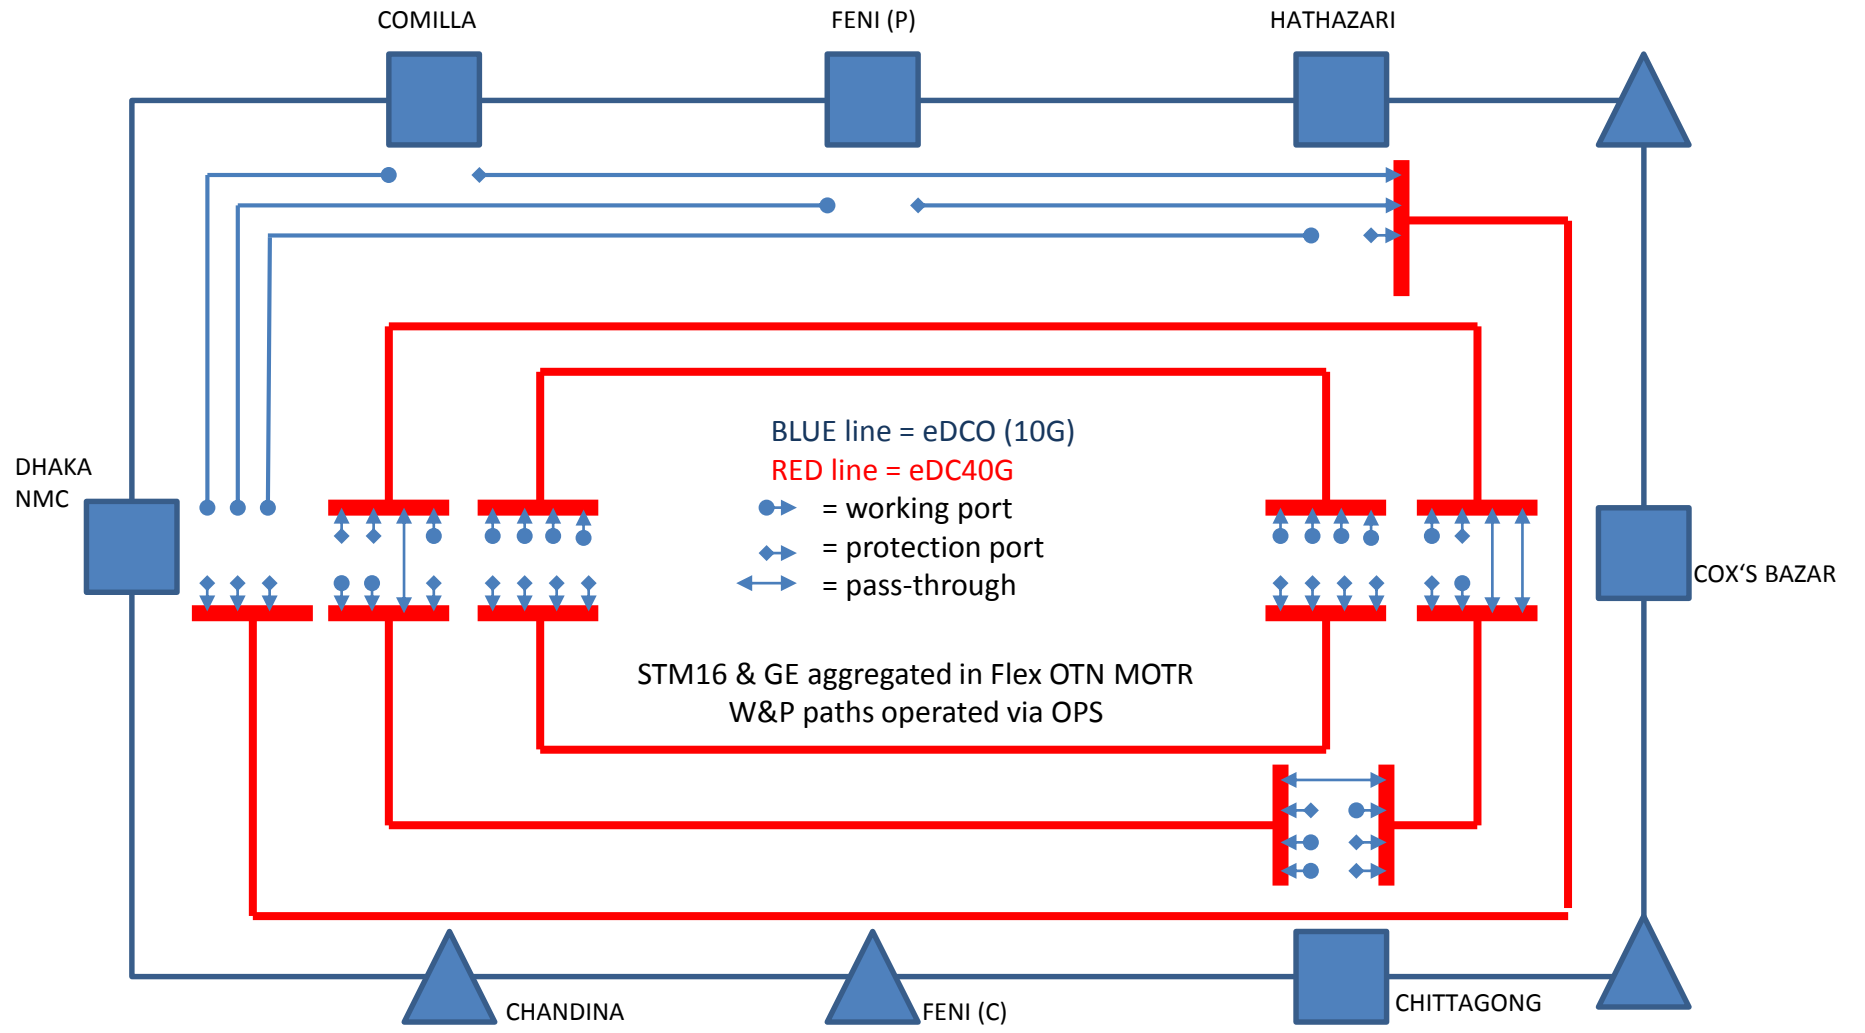 COMILLA
FENI (P)
HATHAZARI
DHAKA
NMC
BLUE line = eDCO (10G)
RED line = eDC40G
= working port
= protection port
= pass-through
COX‘S BAZAR
STM16 & GE aggregated in Flex OTN MOTR
W&P paths operated via OPS
CHANDINA
FENI (C)
CHITTAGONG